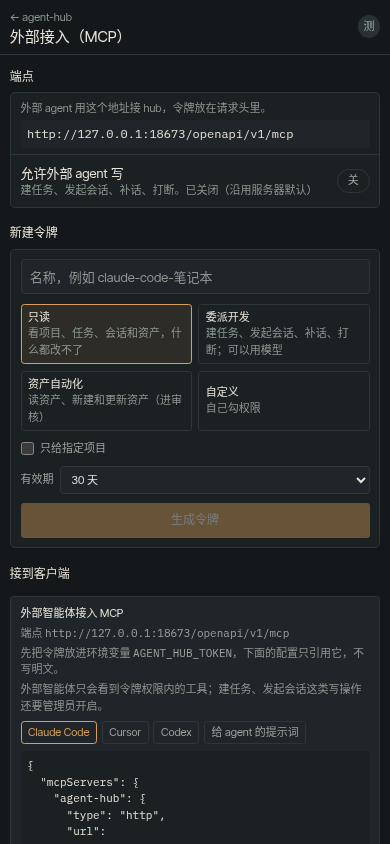 ← agent-hub
外部接入（MCP）
测
端点
外部 agent 用这个地址接 hub，令牌放在请求头里。
http://127.0.0.1:18673/openapi/v1/mcp
允许外部 agent 写
建任务、发起会话、补话、打断。已关闭（沿用服务器默认）
关
新建令牌
名称，例如 claude-code-笔记本
只读
看项目、任务、会话和资产，什
么都改不了
委派开发
建任务、发起会话、补话、打
断；可以用模型
资产自动化
读资产、新建和更新资产（进审
核）
自定义
自己勾权限
只给指定项目
有效期
30 天
生成令牌
接到客户端
外部智能体接入 MCP
端点 http://127.0.0.1:18673/openapi/v1/mcp
先把令牌放进环境变量 AGENT_HUB_TOKEN，下面的配置只引用它，不
写明文。
外部智能体只会看到令牌权限内的工具；建任务、发起会话这类写操作
还要管理员开启。
Claude Code
Cursor
Codex
给 agent 的提示词
{
"mcpServers": {
"agent-hub": {
"type": "http",
"url":